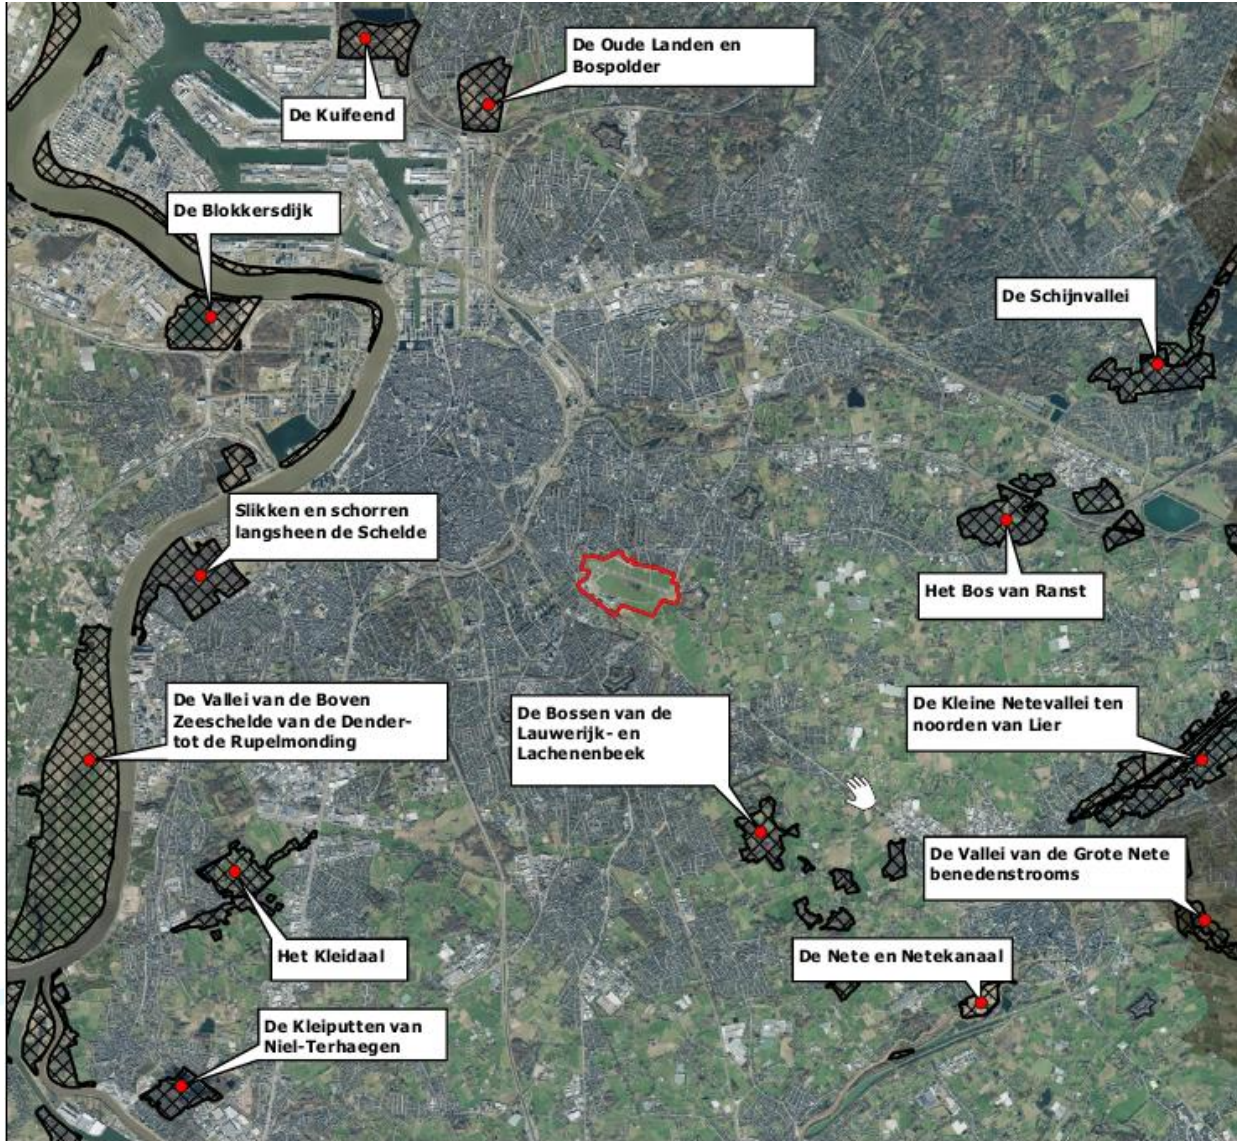 De Oude Landen en
Bospolder
De Kuifeend
De Blokkersdijk
De Schijnvallei
Slikken en schorren
langsheen de Schelde
Het Bos van Ranst
De Vallei van de Boven
Zeeschelde van de Dender-
tot de Rupelmonding
De Bossen van de
Lauwerijk- en
Lachenenbeek
De Kleine Netevallei ten
noorden van Lier
De Vallei van de Grote Nete
benedenstrooms
Het Kleidaal
De Nete en Netekanaal
De Kleiputten van
Niel-Terhaegen